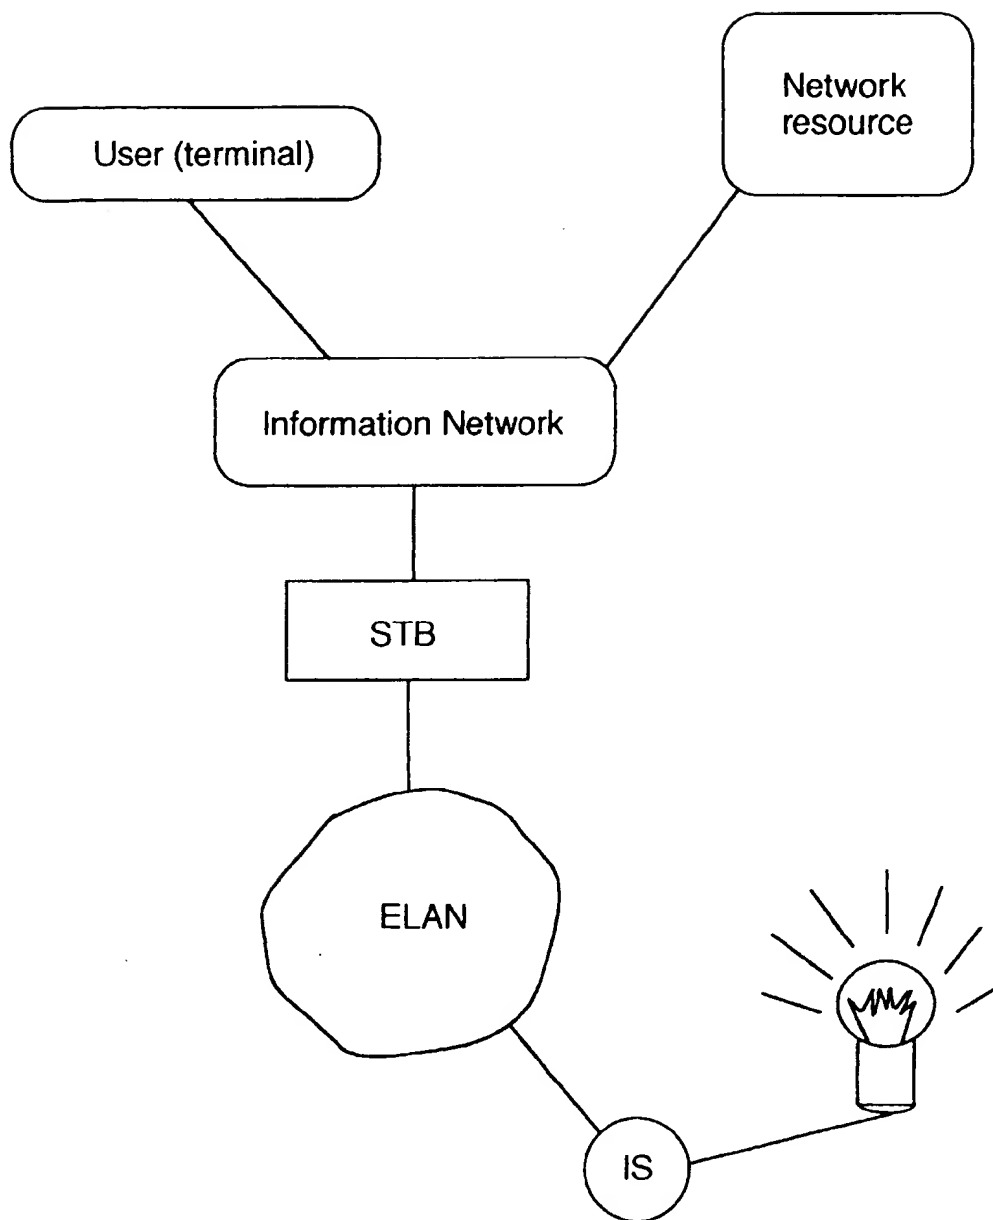 Network
resource
User (terminal)
Information Network
STB
ELAN
IS